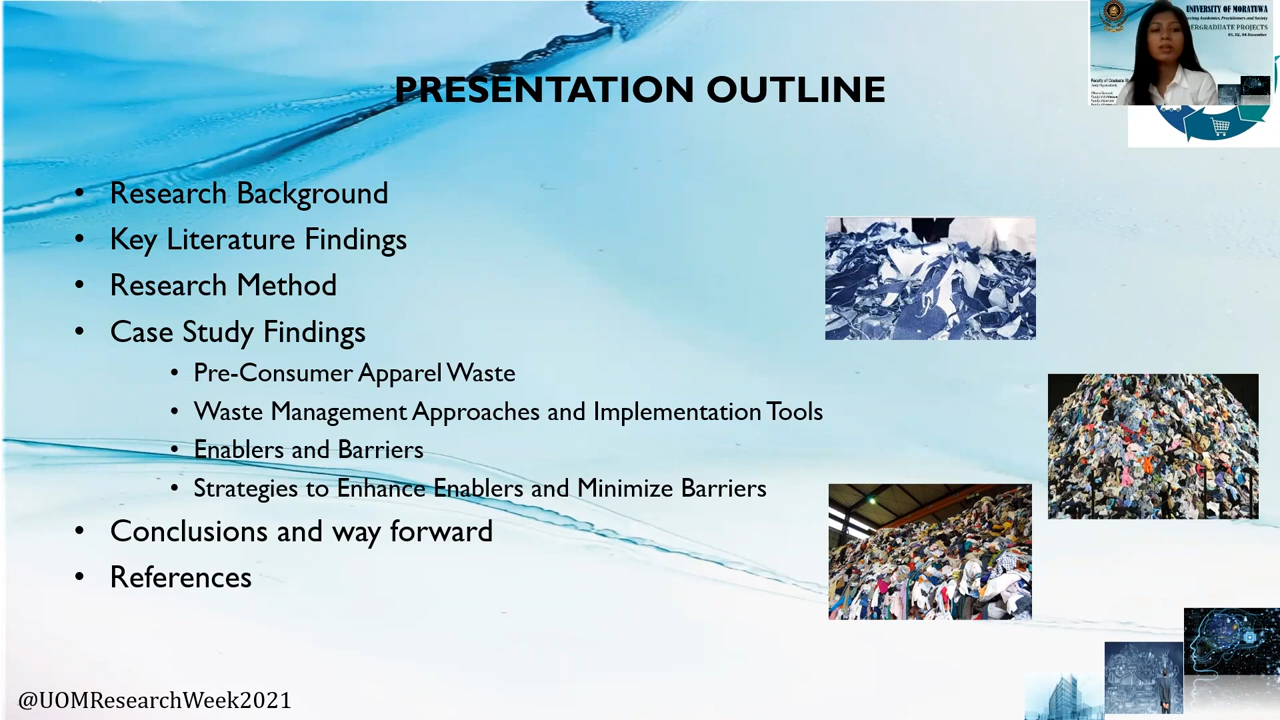 UNIVERSITY OF MORATUWA
PRESENTATION OUTLINE
• Research Background
• Key Literature Findings
• Research Method
• Case Study Findings
• Pre-Consumer Apparel Waste
• Waste Management Approaches and Implementation Tools
• Enablers and Barriers
• Strategies to Enhance Enablers and Minimize Barriers
• Conclusions and way forward
• References
@UOMResearchWeek2021